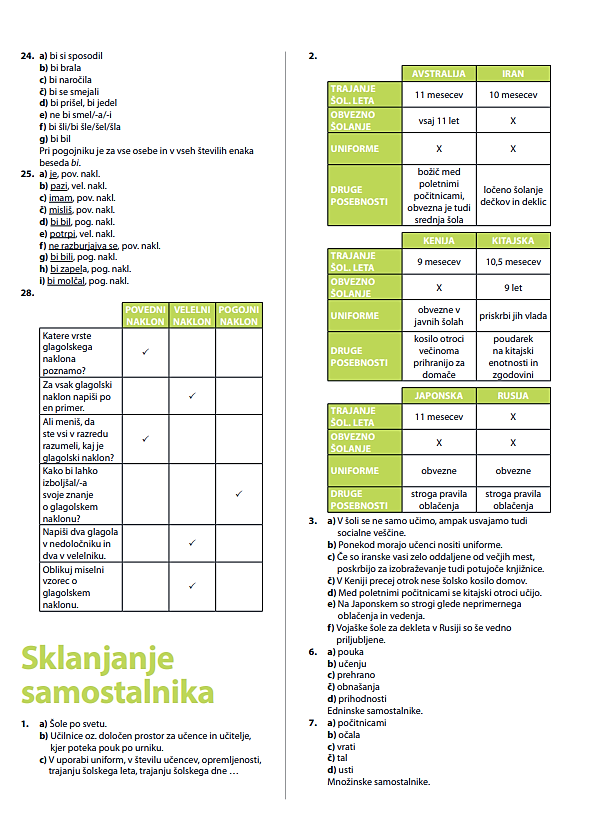 24. a) bi si sposodil
b) bi brala
c) bi naročila
č) bi se smejali
d) bi prišel, bi jedel
e) ne bi smel/-a/-i
f) bi šli/bi šle/šel/šla
g) bi bil
Pri pogojniku je za vse osebe in v vseh številih enaka
beseda bi.
25. a) je, pov. nakl.
b) pazi, vel. nakl.
c) imam, pov. nakl.
č) misliš, pov. nakl.
d) bi bil, pog. nakl.
e) potrpi, vel. nakl.
f) ne razburjajva se, pov. nakl.
g) bi bili, pog. nakl.
h) bi zapela, pog. nakl.
i) bi molčal, pog. nakl.
28.
POVEDNI NAKLON VELELNI NAKLON POGOJNI NAKLON
Katere vrste
glagolskega
naklona
poznamo? ✓
Za vsak glagolski
naklon napiši po
en primer. ✓
Ali meniš, da
ste vsi v razredu
razumeli, kaj je
glagolski naklon? ✓
Kako bi lahko
izboljšal/-a
svoje znanje
o glagolskem
naklonu? ✓
Napiši dva glagola
v nedoločniku in
dva v velelniku. ✓
Oblikuj miselni
vzorec o
glagolskem
naklonu. ✓
Sklanjanje
samostalnika
1. a) Šole po svetu.
b) Učilnice oz. določen prostor za učence in učitelje,
kjer poteka pouk po urniku.
c) V uporabi uniform, v številu učencev, opremljenosti,
trajanju šolskega leta, trajanju šolskega dne …
2.
AVSTRALIJA IRAN
TRAJANJE
ŠOL. LETA 11 mesecev 10 mesecev
OBVEZNO
ŠOLANJE vsaj 11 let X
UNIFORME X X
DRUGE
POSEBNOSTI
božič med
poletnimi
počitnicami,
obvezna je tudi
srednja šola
ločeno šolanje
dečkov in deklic
KENIJA KITAJSKA
TRAJANJE
ŠOL. LETA 9 mesecev 10,5 mesecev
OBVEZNO
ŠOLANJE X 9 let
UNIFORME
obvezne v
javnih šolah
priskrbi jih vlada
DRUGE
POSEBNOSTI
kosilo otroci
večinoma
prihranijo za
domače
poudarek
na kitajski
enotnosti in
zgodovini
JAPONSKA RUSIJA
TRAJANJE
ŠOL. LETA 11 mesecev X
OBVEZNO
ŠOLANJE X X
UNIFORME obvezne obvezne
DRUGE
POSEBNOSTI
stroga pravila
oblačenja
stroga pravila
oblačenja
3. a) V šoli se ne samo učimo, ampak usvajamo tudi
socialne veščine.
b) Ponekod morajo učenci nositi uniforme.
c) Če so iranske vasi zelo oddaljene od večjih mest,
poskrbijo za izobraževanje tudi potujoče knjižnice.
č) V Keniji precej otrok nese šolsko kosilo domov.
d) Med poletnimi počitnicami se kitajski otroci učijo.
e) Na Japonskem so strogi glede neprimernega
oblačenja in vedenja.
f) Vojaške šole za dekleta v Rusiji so še vedno
priljubljene.
6. a) pouka
b) učenju
c) prehrano
č) obnašanja
d) prihodnosti
Edninske samostalnike.
7. a) počitnicami
b) očala
c) vrati
č) tal
d) usti
Množinske samostalnike.